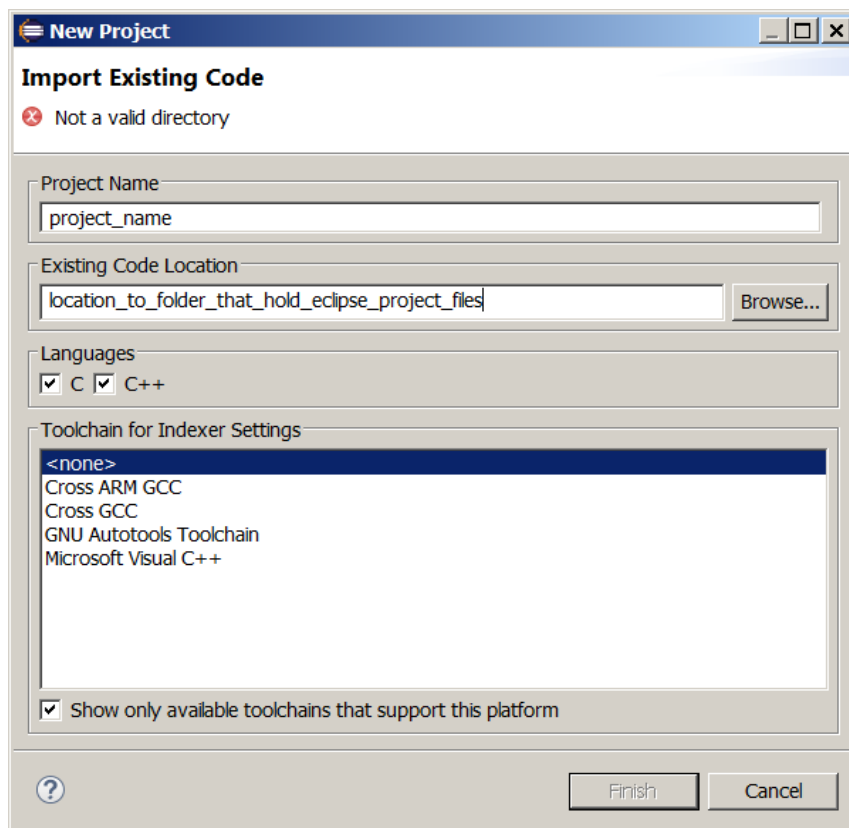 New Project
Import Existing Code
Not a valid directory
Project Name
project_name
Existing Code Location
location_to_folder_that_hold_eclipse_project_files
Browse...
Languages
C C++
Toolchain for Indexer Settings
<none>
Cross ARM GCC
Cross GCC
GNU Autotools Toolchain
Microsoft Visual C++
Show only available toolchains that support this platform
? Finish Cancel